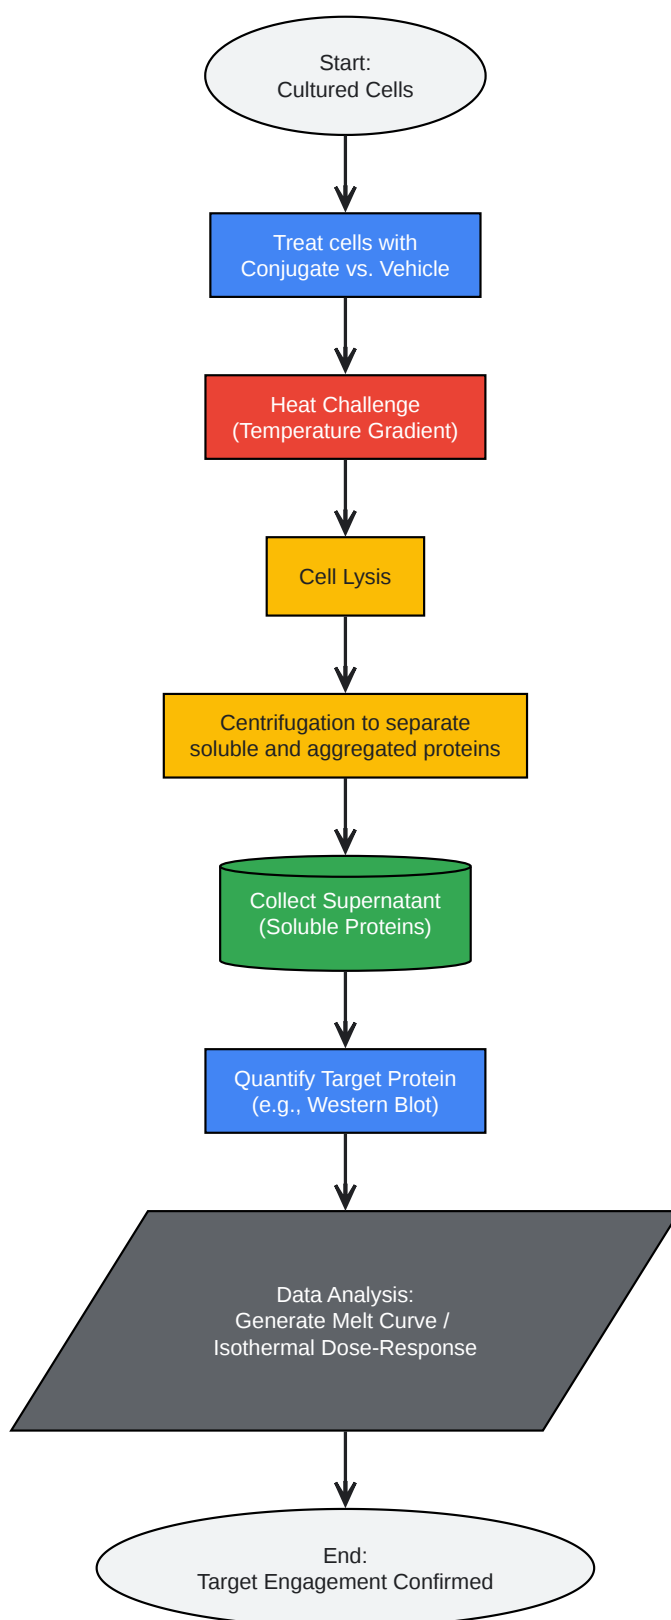 Start:
Cultured Cells
Treat cells with
Conjugate vs. Vehicle
Heat Challenge
(Temperature Gradient)
Cell Lysis
Centrifugation to separate
soluble and aggregated proteins
Collect Supernatant
(Soluble Proteins)
Quantify Target Protein
(e.g., Western Blot)
Data Analysis:
Generate Melt Curve /
Isothermal Dose-Response
End:
Target Engagement Confirmed